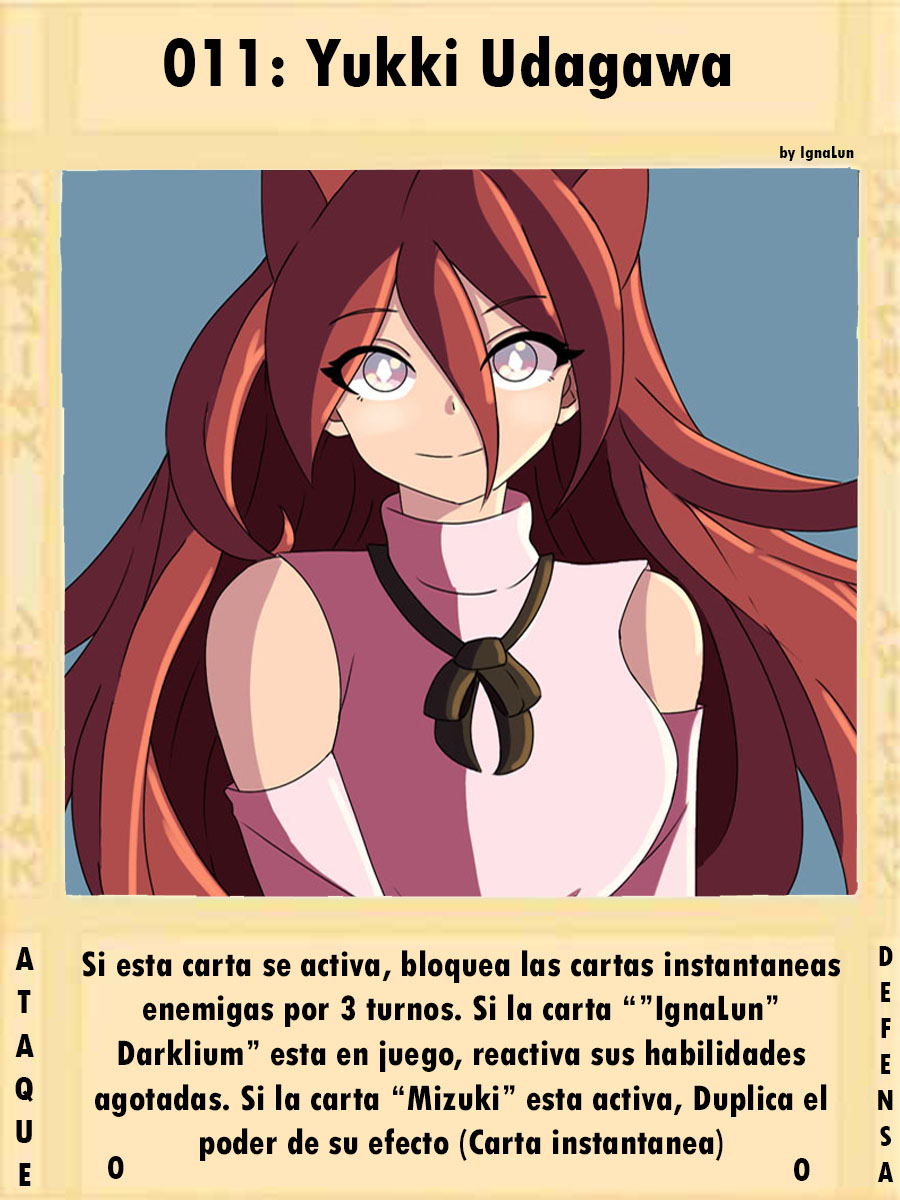 011: Yukki Udagawa
by IgnaLun
Si esta carta se activa, bloquea las cartas instantaneas
enemigas por 3 turnos. Si la carta “”IgnaLun”
Darklium” esta en juego, reactiva sus habilidades
agotadas. Si la carta “Mizuki” esta activa, Duplica el
poder de su efecto (Carta instantanea)
ATAQUE
0
DEFENSA
0